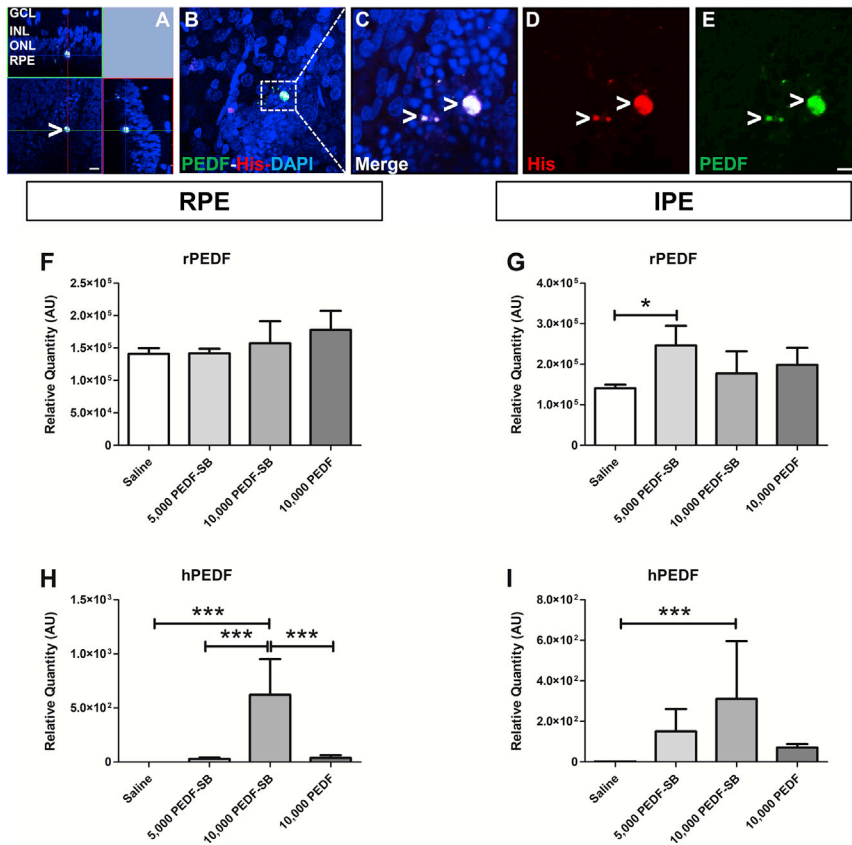 GCL
INL
ONL
RPE
A
>
B
PEDF-His-DAPI
C
>
>
Merge
D
>
>
His
E
>
>
PEDF
RPE
IPE
F
rPEDF
Relative Quantity (AU)
2.5×10⁵
2.0×10⁵
1.5×10⁵
1.0×10⁵
5.0×10⁴
0
Saline
5,000 PEDF-SB
10,000 PEDF-SB
10,000 PEDF
G
rPEDF
Relative Quantity (AU)
4.0×10⁵
3.0×10⁵
2.0×10⁵
1.0×10⁵
0
*
Saline
5,000 PEDF-SB
10,000 PEDF-SB
10,000 PEDF
H
hPEDF
Relative Quantity (AU)
1.5×10³
1.0×10³
5.0×10²
0
***
***
***
Saline
5,000 PEDF-SB
10,000 PEDF-SB
10,000 PEDF
I
hPEDF
Relative Quantity (AU)
8.0×10²
6.0×10²
4.0×10²
2.0×10²
0
***
Saline
5,000 PEDF-SB
10,000 PEDF-SB
10,000 PEDF